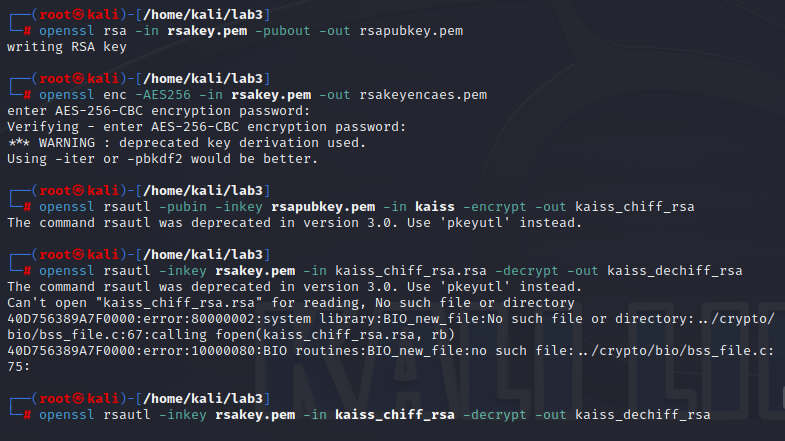 ┌──(root㉿kali)-[/home/kali/lab3]
└─# openssl rsa -in rsakey.pem -pubout -out rsapubkey.pem
writing RSA key
┌──(root㉿kali)-[/home/kali/lab3]
└─# openssl enc -AES256 -in rsakey.pem -out rsakeyencaes.pem
enter AES-256-CBC encryption password:
Verifying - enter AES-256-CBC encryption password:
*** WARNING : deprecated key derivation used.
Using -iter or -pbkdf2 would be better.
┌──(root㉿kali)-[/home/kali/lab3]
└─# openssl rsautl -pubin -inkey rsapubkey.pem -in kaiss -encrypt -out kaiss_chiff_rsa
The command rsautl was deprecated in version 3.0. Use 'pkeyutl' instead.
┌──(root㉿kali)-[/home/kali/lab3]
└─# openssl rsautl -inkey rsakey.pem -in kaiss_chiff_rsa.rsa -decrypt -out kaiss_dechiff_rsa
The command rsautl was deprecated in version 3.0. Use 'pkeyutl' instead.
Can't open "kaiss_chiff_rsa.rsa" for reading, No such file or directory
40D756389A7F0000:error:80000002:system library:BIO_new_file:No such file or directory:../crypto/
bio/bss_file.c:67:calling fopen(kaiss_chiff_rsa.rsa, rb)
40D756389A7F0000:error:10000080:BIO routines:BIO_new_file:no such file:../crypto/bio/bss_file.c:
75:
┌──(root㉿kali)-[/home/kali/lab3]
└─# openssl rsautl -inkey rsakey.pem -in kaiss_chiff_rsa -decrypt -out kaiss_dechiff_rsa